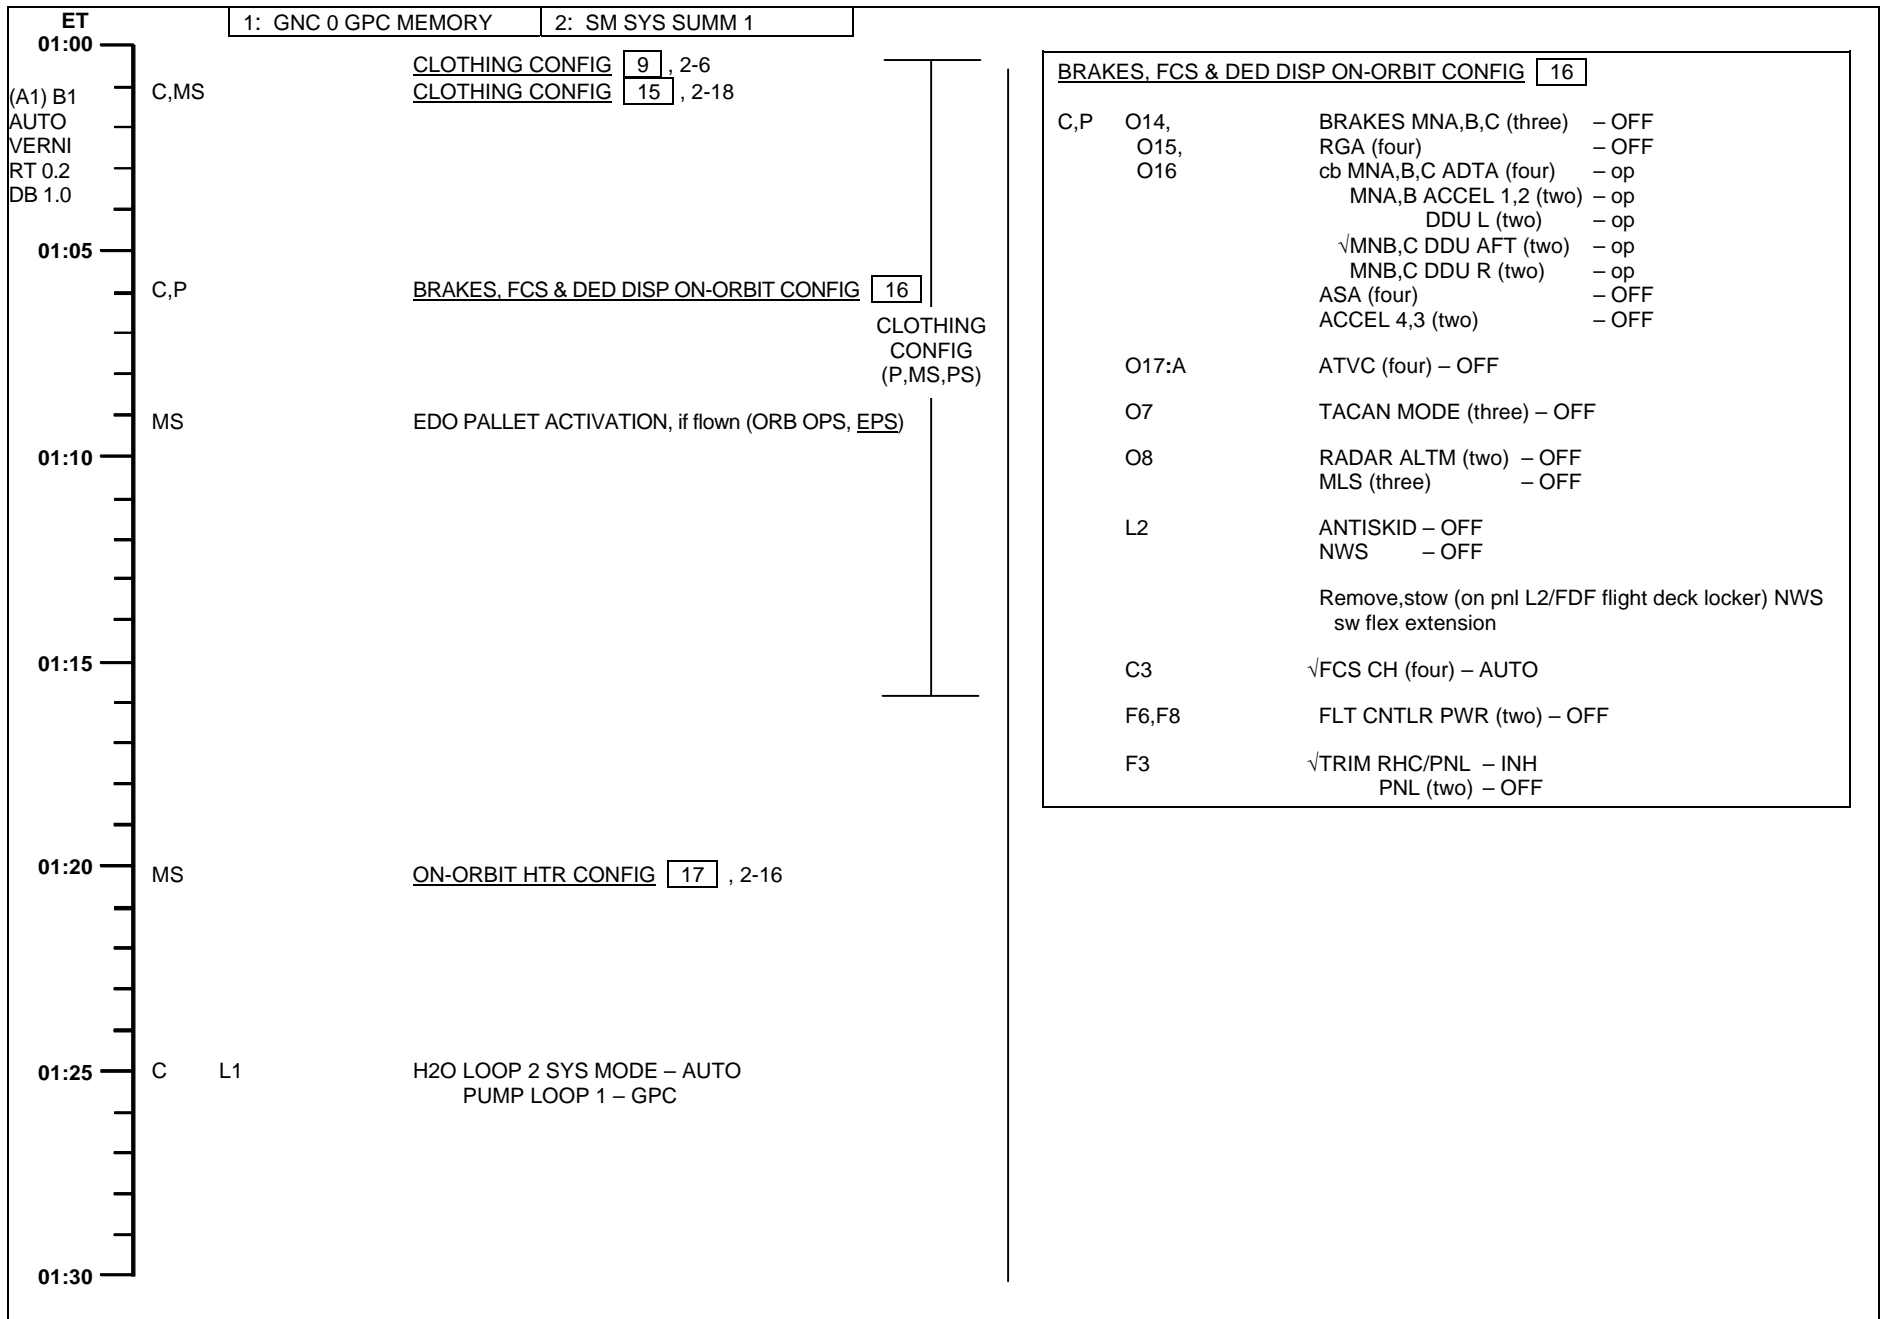 ET
1: GNC 0 GPC MEMORY 2: SM SYS SUMM 1
01:00
CLOTHING CONFIG 9 , 2-6
C,MS CLOTHING CONFIG 15 , 2-18
(A1) B1
AUTO
VERNI
RT 0.2
DB 1.0
01:05
C,P BRAKES, FCS & DED DISP ON-ORBIT CONFIG 16
CLOTHING
CONFIG
(P,MS,PS)
MS EDO PALLET ACTIVATION, if flown (ORB OPS, EPS)
01:10
01:15
01:20 MS ON-ORBIT HTR CONFIG 17 , 2-16
01:25 C L1 H2O LOOP 2 SYS MODE – AUTO
PUMP LOOP 1 – GPC
01:30
BRAKES, FCS & DED DISP ON-ORBIT CONFIG 16
C,P O14, BRAKES MNA,B,C (three) – OFF
O15, RGA (four) – OFF
O16 cb MNA,B,C ADTA (four) – op
MNA,B ACCEL 1,2 (two) – op
DDU L (two) – op
√MNB,C DDU AFT (two) – op
MNB,C DDU R (two) – op
ASA (four) – OFF
ACCEL 4,3 (two) – OFF
O17:A ATVC (four) – OFF
O7 TACAN MODE (three) – OFF
O8 RADAR ALTM (two) – OFF
MLS (three) – OFF
L2 ANTISKID – OFF
NWS – OFF
Remove,stow (on pnl L2/FDF flight deck locker) NWS
sw flex extension
C3 √FCS CH (four) – AUTO
F6,F8 FLT CNTLR PWR (two) – OFF
F3 √TRIM RHC/PNL – INH
PNL (two) – OFF